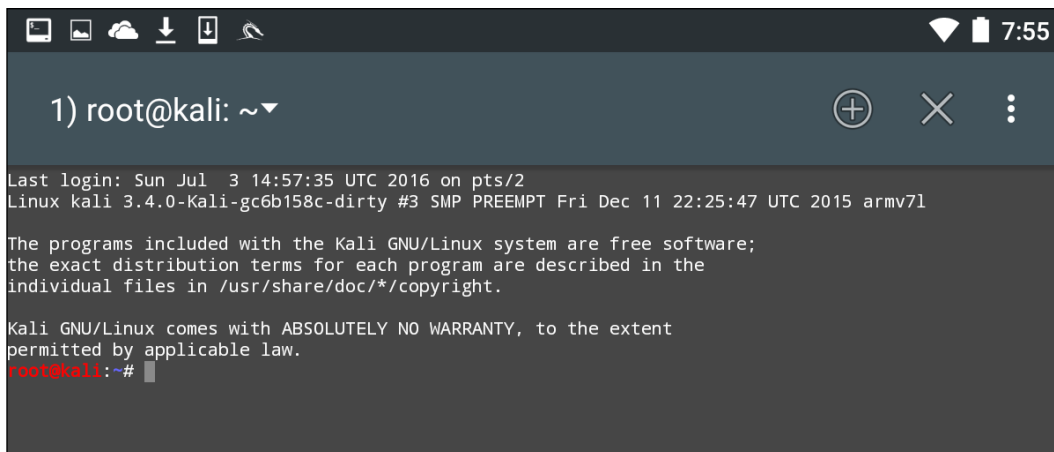 7:55
1) root@kali: ~
Last login: Sun Jul  3 14:57:35 UTC 2016 on pts/2
Linux kali 3.4.0-Kali-gc6b158c-dirty #3 SMP PREEMPT Fri Dec 11 22:25:47 UTC 2015 armv7l
The programs included with the Kali GNU/Linux system are free software;
the exact distribution terms for each program are described in the
individual files in /usr/share/doc/*/copyright.
Kali GNU/Linux comes with ABSOLUTELY NO WARRANTY, to the extent
permitted by applicable law.
root@kali:~#